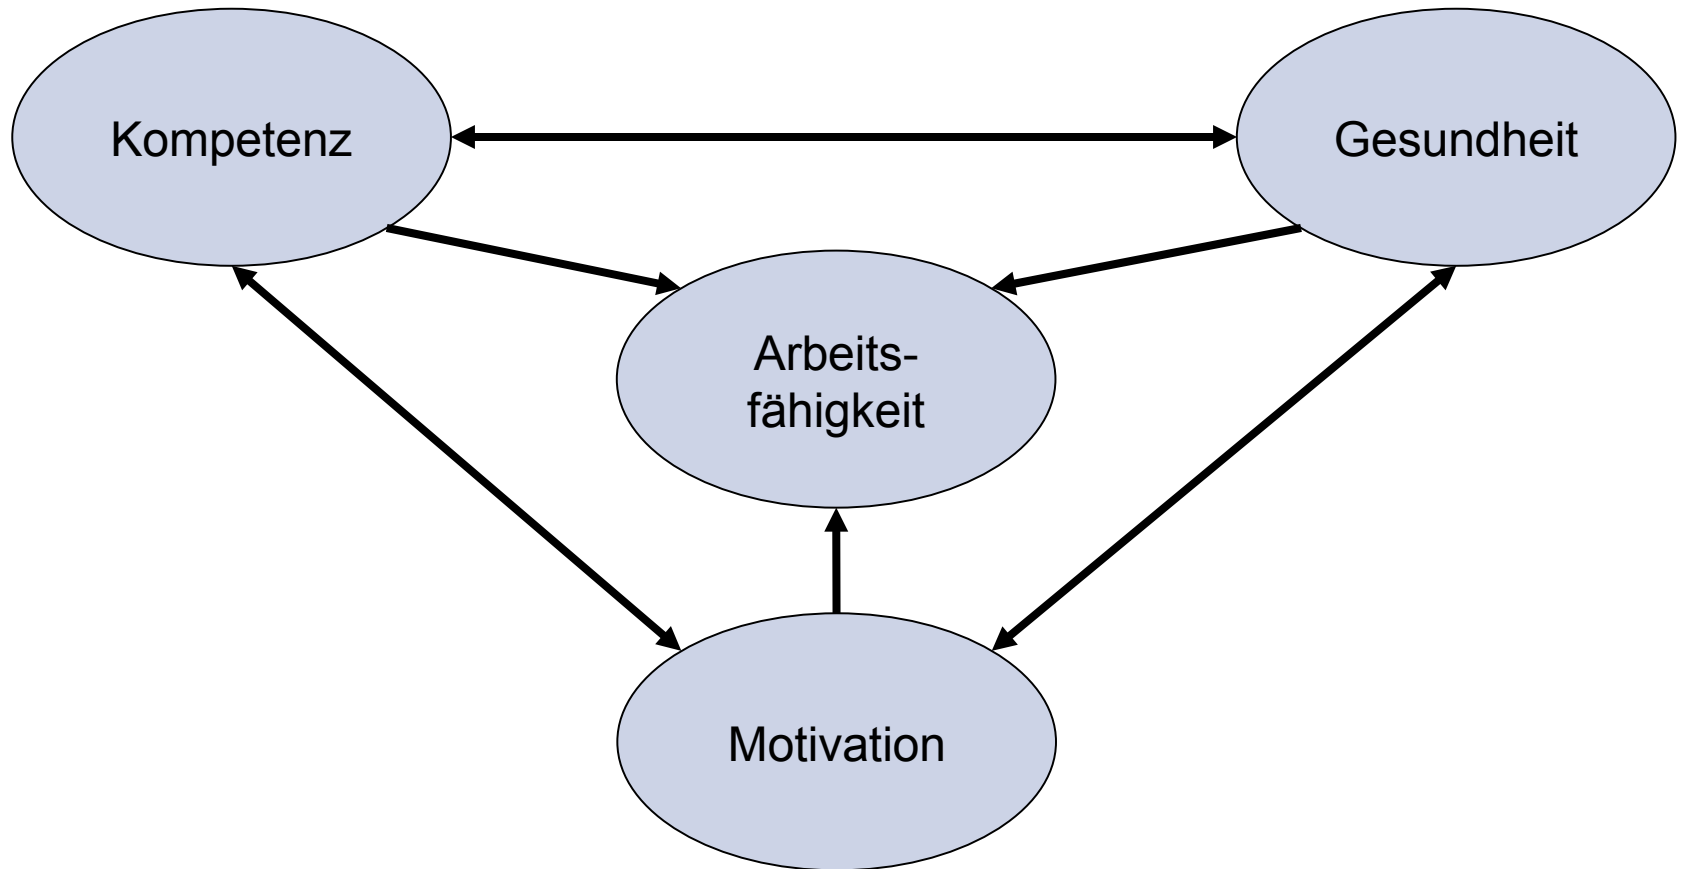 Kompetenz
Gesundheit
Arbeits-
fähigkeit
Motivation